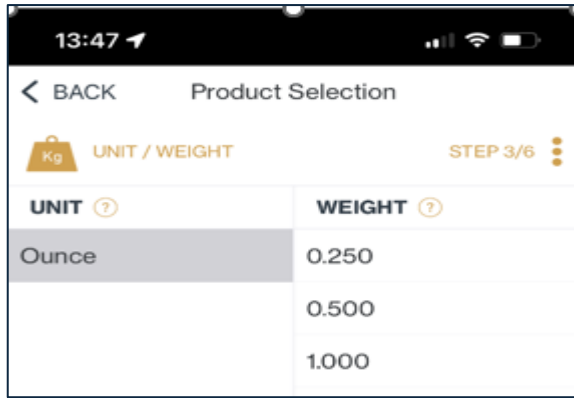 13:47
BACK Product Selection
Kg UNIT / WEIGHT STEP 3/6
UNIT ? WEIGHT ?
Ounce 0.250
0.500
1.000